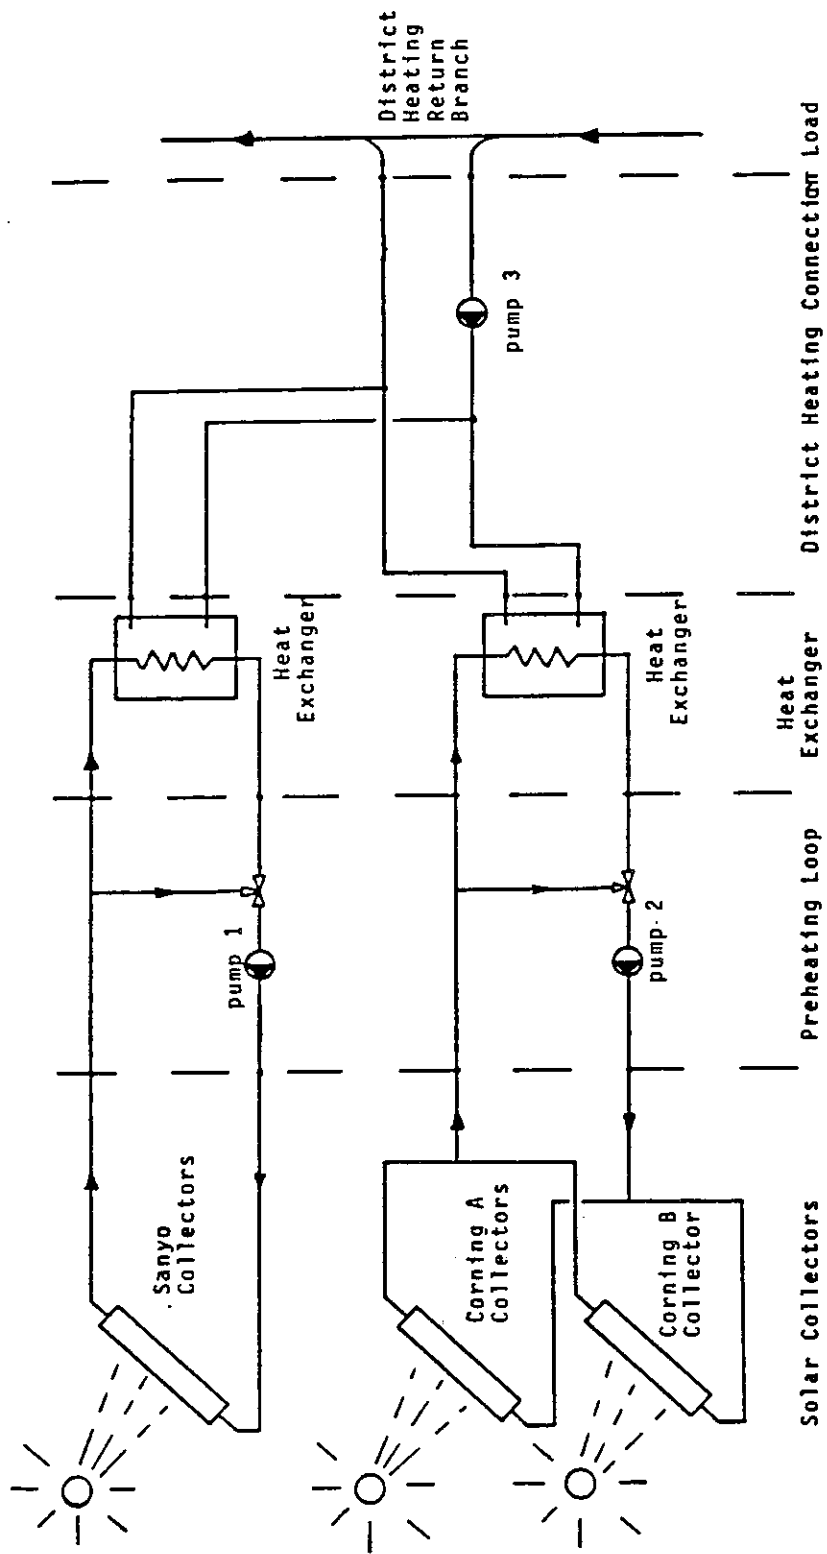 Sanyo
Collectors
pump 1
Heat
Exchanger
District
Heating
Return
Branch
pump 3
Corning A
Collectors
pump 2
Heat
Exchanger
Corning B
Collector
Solar Collectors
Preheating Loop
Heat
Exchanger
District Heating Connection
Load